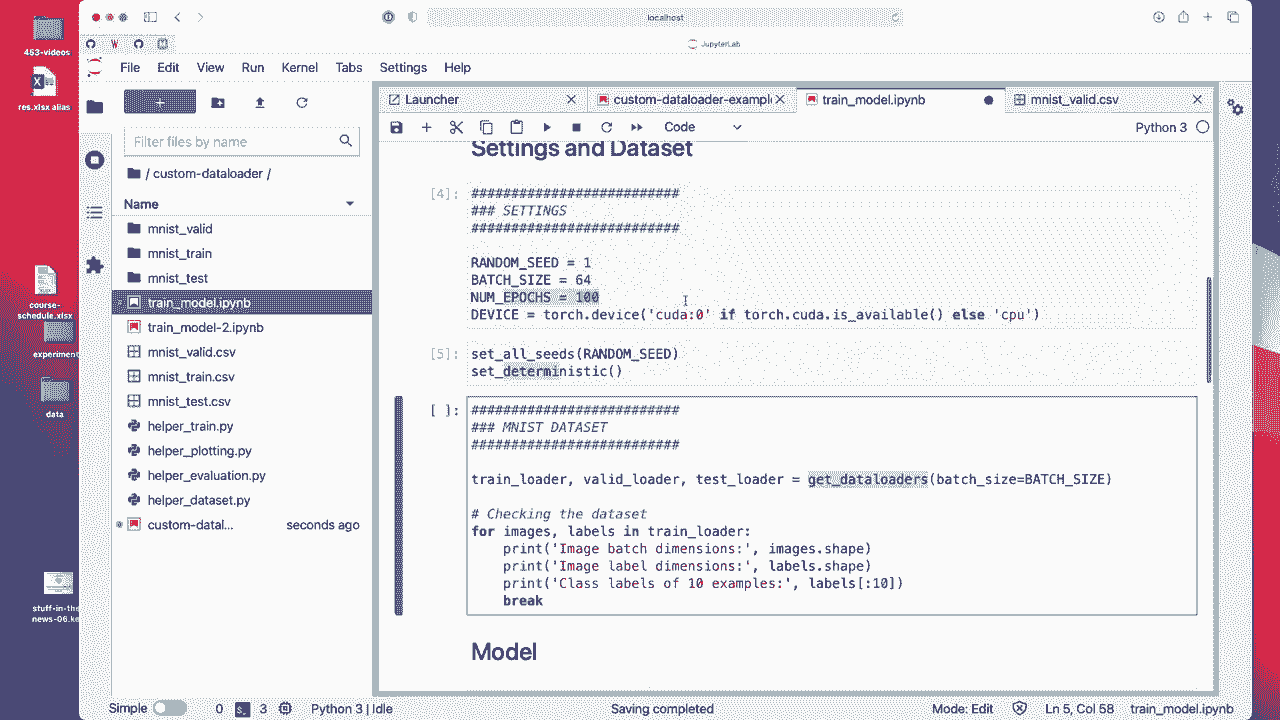 localhost
JupyterLab
File Edit View Run Kernel Tabs Settings Help
453-videos
res.xlsx alias
course-schedule.xlsx
experiment
data
stuff-in-the
news-06.ke
Filter files by name
/ custom-dataloader /
Name
mnist_valid
mnist_train
mnist_test
train_model.ipynb
train_model-2.ipynb
mnist_valid.csv
mnist_train.csv
mnist_test.csv
helper_train.py
helper_plotting.py
helper_evaluation.py
helper_dataset.py
custom-datal... seconds ago
Launcher
custom-dataloader-exampl
train_model.ipynb
mnist_valid.csv
Code
Python 3
Settings and Dataset
[4]: ##########################
### SETTINGS
##########################
RANDOM_SEED = 1
BATCH_SIZE = 64
NUM_EPOCHS = 100
DEVICE = torch.device('cuda:0' if torch.cuda.is_available() else 'cpu')
[5]: set_all_seeds(RANDOM_SEED)
set_deterministic()
[ ]: ##########################
### MNIST DATASET
##########################
train_loader, valid_loader, test_loader = get_dataloaders(batch_size=BATCH_SIZE)
# Checking the dataset
for images, labels in train_loader:
print('Image batch dimensions:', images.shape)
print('Image label dimensions:', labels.shape)
print('Class labels of 10 examples:', labels[:10])
break
Model
Simple 0 3 Python 3 | Idle Saving completed Mode: Edit Ln 5, Col 58 train_model.ipynb